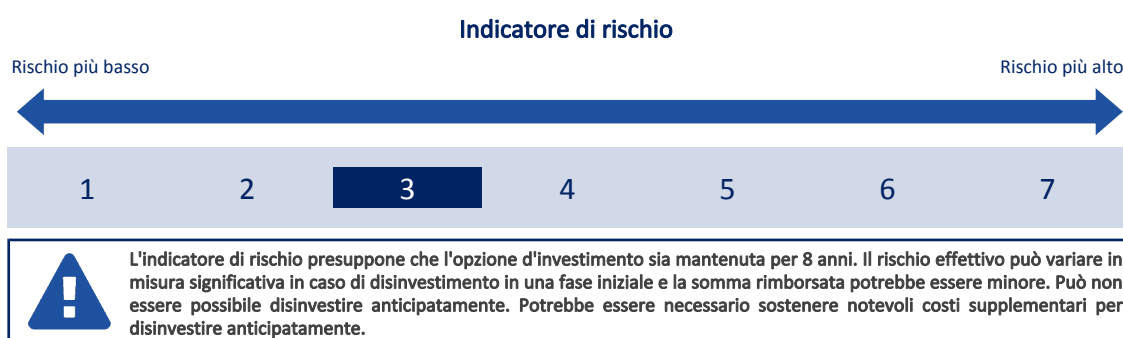 Indicatore di rischio
Rischio più basso
Rischio più alto
1 2 3 4 5 6 7
L'indicatore di rischio presuppone che l'opzione d'investimento sia mantenuta per 8 anni. Il rischio effettivo può variare in
misura significativa in caso di disinvestimento in una fase iniziale e la somma rimborsata potrebbe essere minore. Può non
essere possibile disinvestire anticipatamente. Potrebbe essere necessario sostenere notevoli costi supplementari per
disinvestire anticipatamente.